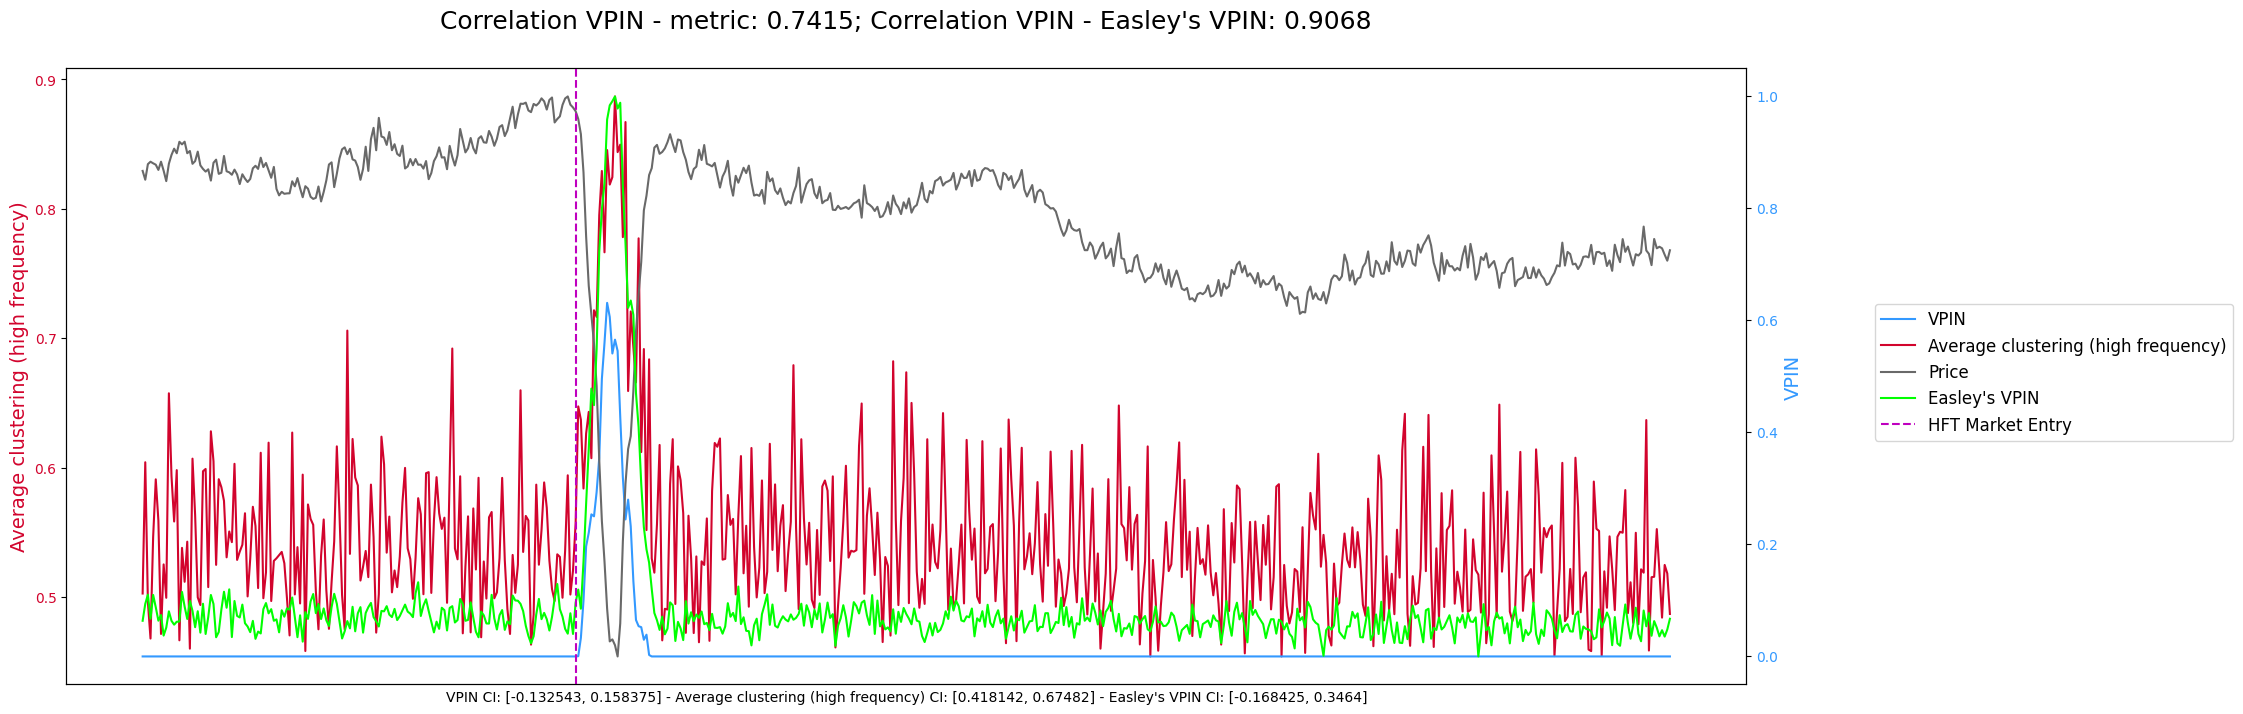 Correlation VPIN - metric: 0.7415; Correlation VPIN - Easley's VPIN: 0.9068
Average clustering (high frequency)
0.9
0.8
0.7
0.6
0.5
1.0
0.8
0.6
0.4
0.2
0.0
VPIN
VPIN
Average clustering (high frequency)
Price
Easley's VPIN
HFT Market Entry
VPIN CI: [-0.132543, 0.158375] - Average clustering (high frequency) CI: [0.418142, 0.67482] - Easley's VPIN CI: [-0.168425, 0.3464]